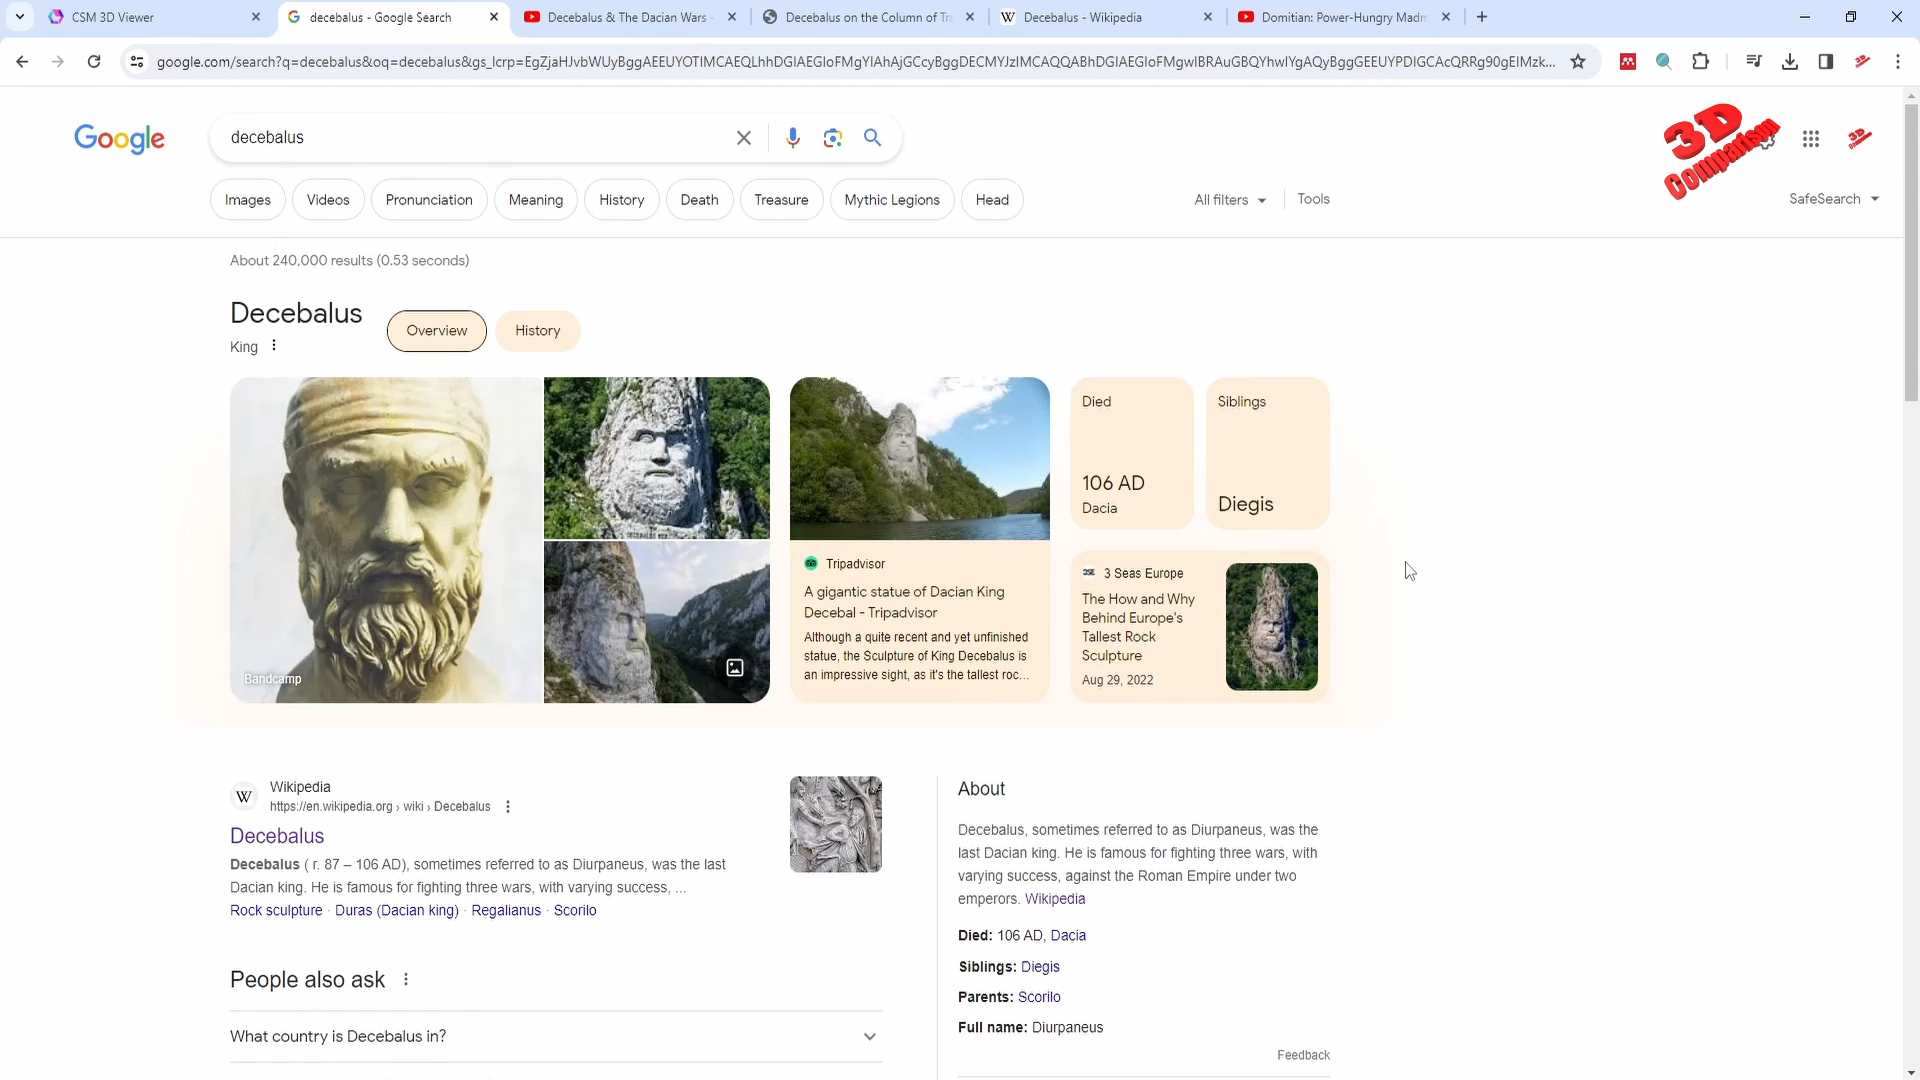 CSM 3D Viewer
decebalus - Google Search
Decebalus & The Dacian Wars -
Decebalus on the Column of Tra
W Decebalus - Wikipedia
Domitian: Power-Hungry Madm
google.com/search?q=decebalus&oq=decebalus&gs_lcrp=EgZjaHJvbWUyBggAEEUYOTIMCAEQLhhDGIAEGIoFMgYIAhAjGCcyBggDECMYJzIMCAQQABhDGIAEGIoFMgwIBRAuGBQYhwIYgAQyBggGEEUYPDIGCAcQRRg90gEIMzk...
Google
decebalus
3D
Comparison
Images
Videos
Pronunciation
Meaning
History
Death
Treasure
Mythic Legions
Head
All filters
Tools
SafeSearch
About 240,000 results (0.53 seconds)
Decebalus
King
Overview
History
Bandcamp
Tripadvisor
A gigantic statue of Dacian King
Decebal - Tripadvisor
Although a quite recent and yet unfinished
statue, the Sculpture of King Decebalus is
an impressive sight, as it's the tallest roc...
Died
106 AD
Dacia
Siblings
Diegis
3SE 3 Seas Europe
The How and Why
Behind Europe's
Tallest Rock
Sculpture
Aug 29, 2022
W
Wikipedia
https://en.wikipedia.org › wiki › Decebalus
Decebalus
Decebalus ( r. 87 – 106 AD), sometimes referred to as Diurpaneus, was the last
Dacian king. He is famous for fighting three wars, with varying success, ...
Rock sculpture · Duras (Dacian king) · Regalianus · Scorilo
People also ask
What country is Decebalus in?
About
Decebalus, sometimes referred to as Diurpaneus, was the
last Dacian king. He is famous for fighting three wars, with
varying success, against the Roman Empire under two
emperors. Wikipedia
Died: 106 AD, Dacia
Siblings: Diegis
Parents: Scorilo
Full name: Diurpaneus
Feedback